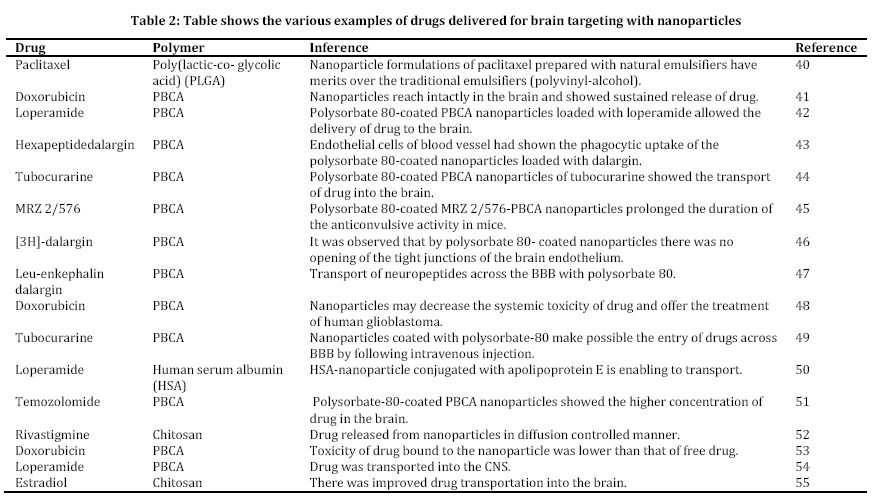 Table 2: Table shows the various examples of drugs delivered for brain targeting with nanoparticles
Drug Polymer Inference Reference
Paclitaxel Poly(lactic-co- glycolic Nanoparticle formulations of paclitaxel prepared with natural emulsifiers have 40
acid) (PLGA) merits over the traditional emulsifiers (polyvinyl-alcohol).
Doxorubicin PBCA Nanoparticles reach intactly in the brain and showed sustained release of drug. 41
Loperamide PBCA Polysorbate 80-coated PBCA nanoparticles loaded with loperamide allowed the 42
delivery of drug to the brain.
Hexapeptidedalargin PBCA Endothelial cells of blood vessel had shown the phagocytic uptake of the 43
polysorbate 80-coated nanoparticles loaded with dalargin.
Tubocurarine PBCA Polysorbate 80-coated PBCA nanoparticles of tubocurarine showed the transport 44
of drug into the brain.
MRZ 2/576 PBCA Polysorbate 80-coated MRZ 2/576-PBCA nanoparticles prolonged the duration of 45
the anticonvulsive activity in mice.
[3H]-dalargin PBCA It was observed that by polysorbate 80- coated nanoparticles there was no 46
opening of the tight junctions of the brain endothelium.
Leu-enkephalin PBCA Transport of neuropeptides across the BBB with polysorbate 80. 47
dalargin
Doxorubicin PBCA Nanoparticles may decrease the systemic toxicity of drug and offer the treatment 48
of human glioblastoma.
Tubocurarine PBCA Nanoparticles coated with polysorbate-80 make possible the entry of drugs across 49
BBB by following intravenous injection.
Loperamide Human serum albumin HSA-nanoparticle conjugated with apolipoprotein E is enabling to transport. 50
(HSA)
Temozolomide PBCA Polysorbate-80-coated PBCA nanoparticles showed the higher concentration of 51
drug in the brain.
Rivastigmine Chitosan Drug released from nanoparticles in diffusion controlled manner. 52
Doxorubicin PBCA Toxicity of drug bound to the nanoparticle was lower than that of free drug. 53
Loperamide PBCA Drug was transported into the CNS. 54
Estradiol Chitosan There was improved drug transportation into the brain. 55